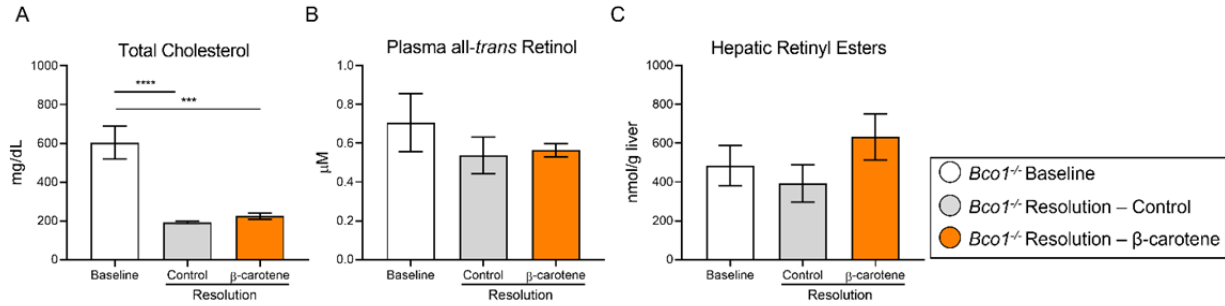 A
Total Cholesterol
1000
800
600
400
200
0
mg/dL
****
***
Baseline
Control
β-carotene
Resolution
B
Plasma all-trans Retinol
1.0
0.8
0.6
0.4
0.2
0.0
μM
Baseline
Control
β-carotene
Resolution
C
Hepatic Retinyl Esters
1000
800
600
400
200
0
nmol/g liver
Baseline
Control
β-carotene
Resolution
Bco1-/- Baseline
Bco1-/- Resolution – Control
Bco1-/- Resolution – β-carotene